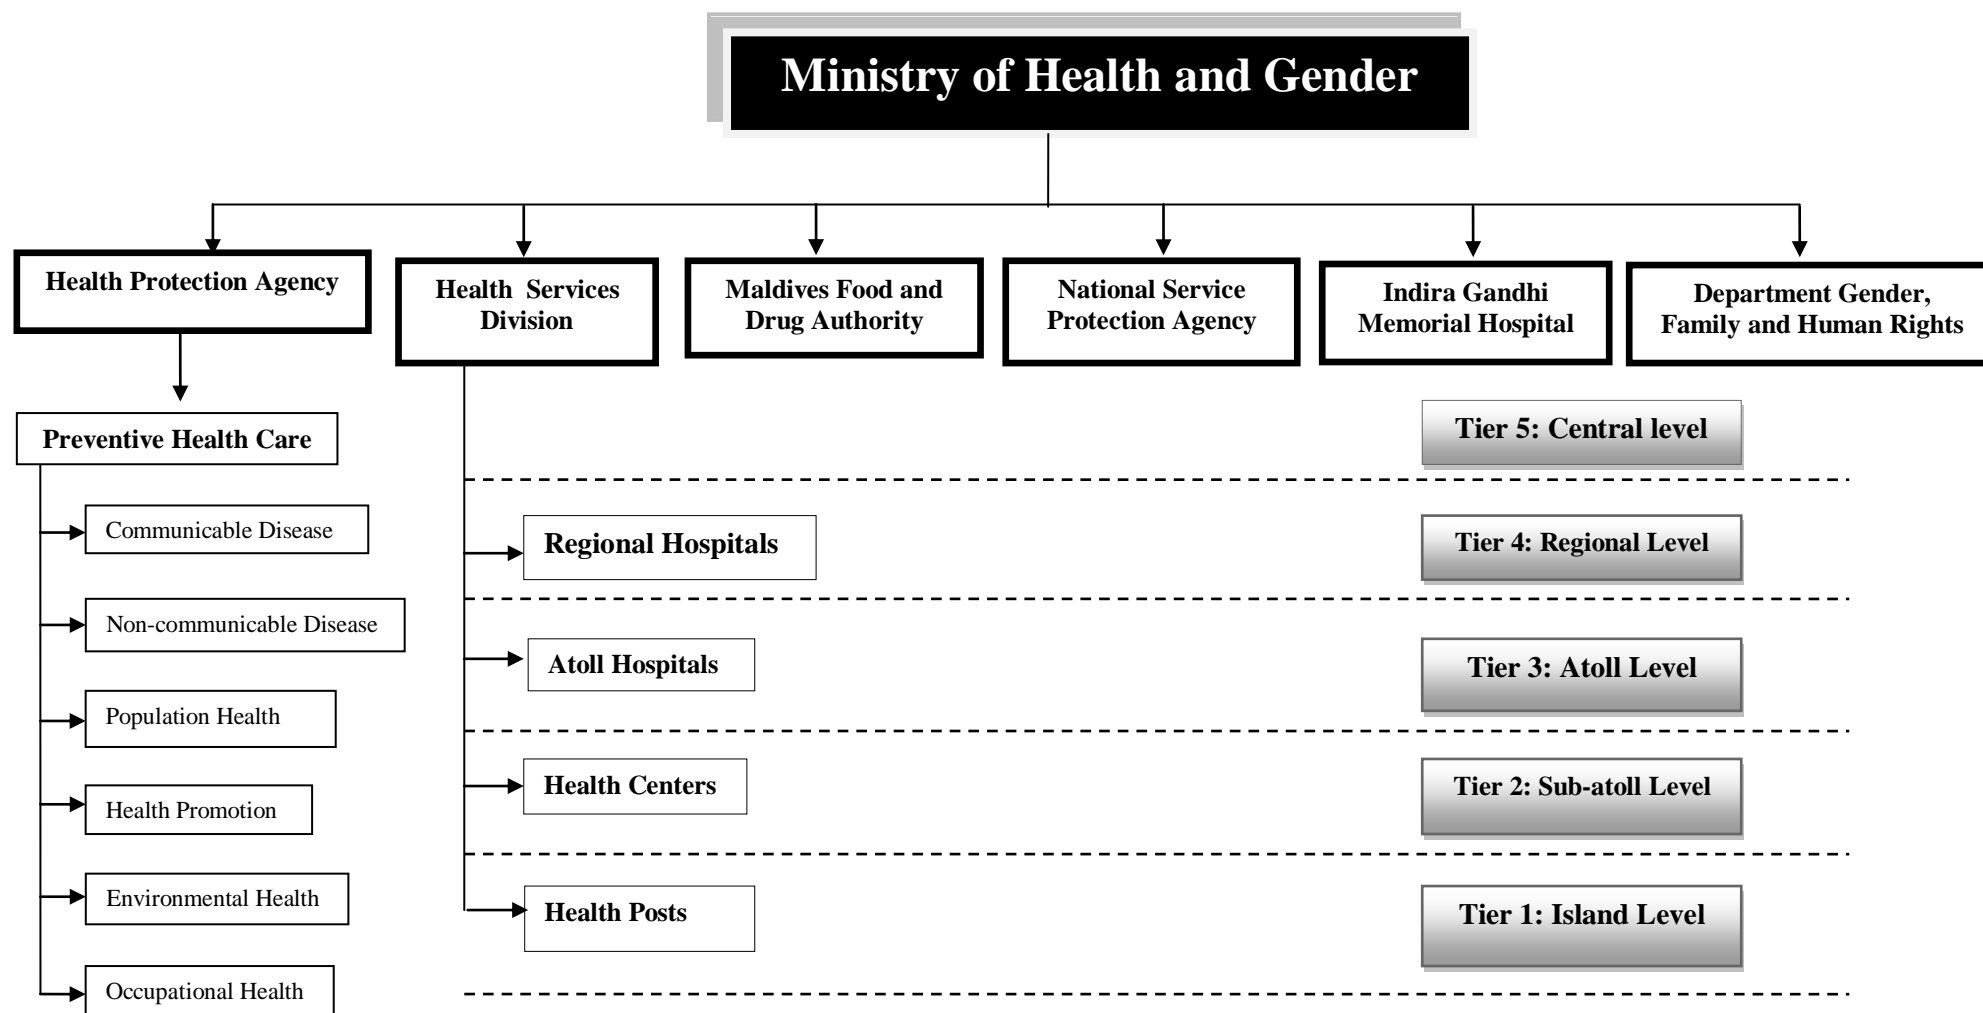 Ministry of Health and Gender
Health Protection Agency
Health Services
Division
Maldives Food and
Drug Authority
National Service
Protection Agency
Indira Gandhi
Memorial Hospital
Department Gender,
Family and Human Rights
Preventive Health Care
Communicable Disease
Non-communicable Disease
Population Health
Health Promotion
Environmental Health
Occupational Health
Regional Hospitals
Atoll Hospitals
Health Centers
Health Posts
Tier 5: Central level
Tier 4: Regional Level
Tier 3: Atoll Level
Tier 2: Sub-atoll Level
Tier 1: Island Level